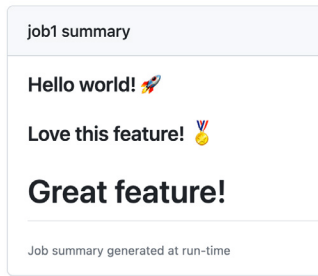 job1 summary
Hello world! 🚀
Love this feature! 🏅
Great feature!
Job summary generated at run-time